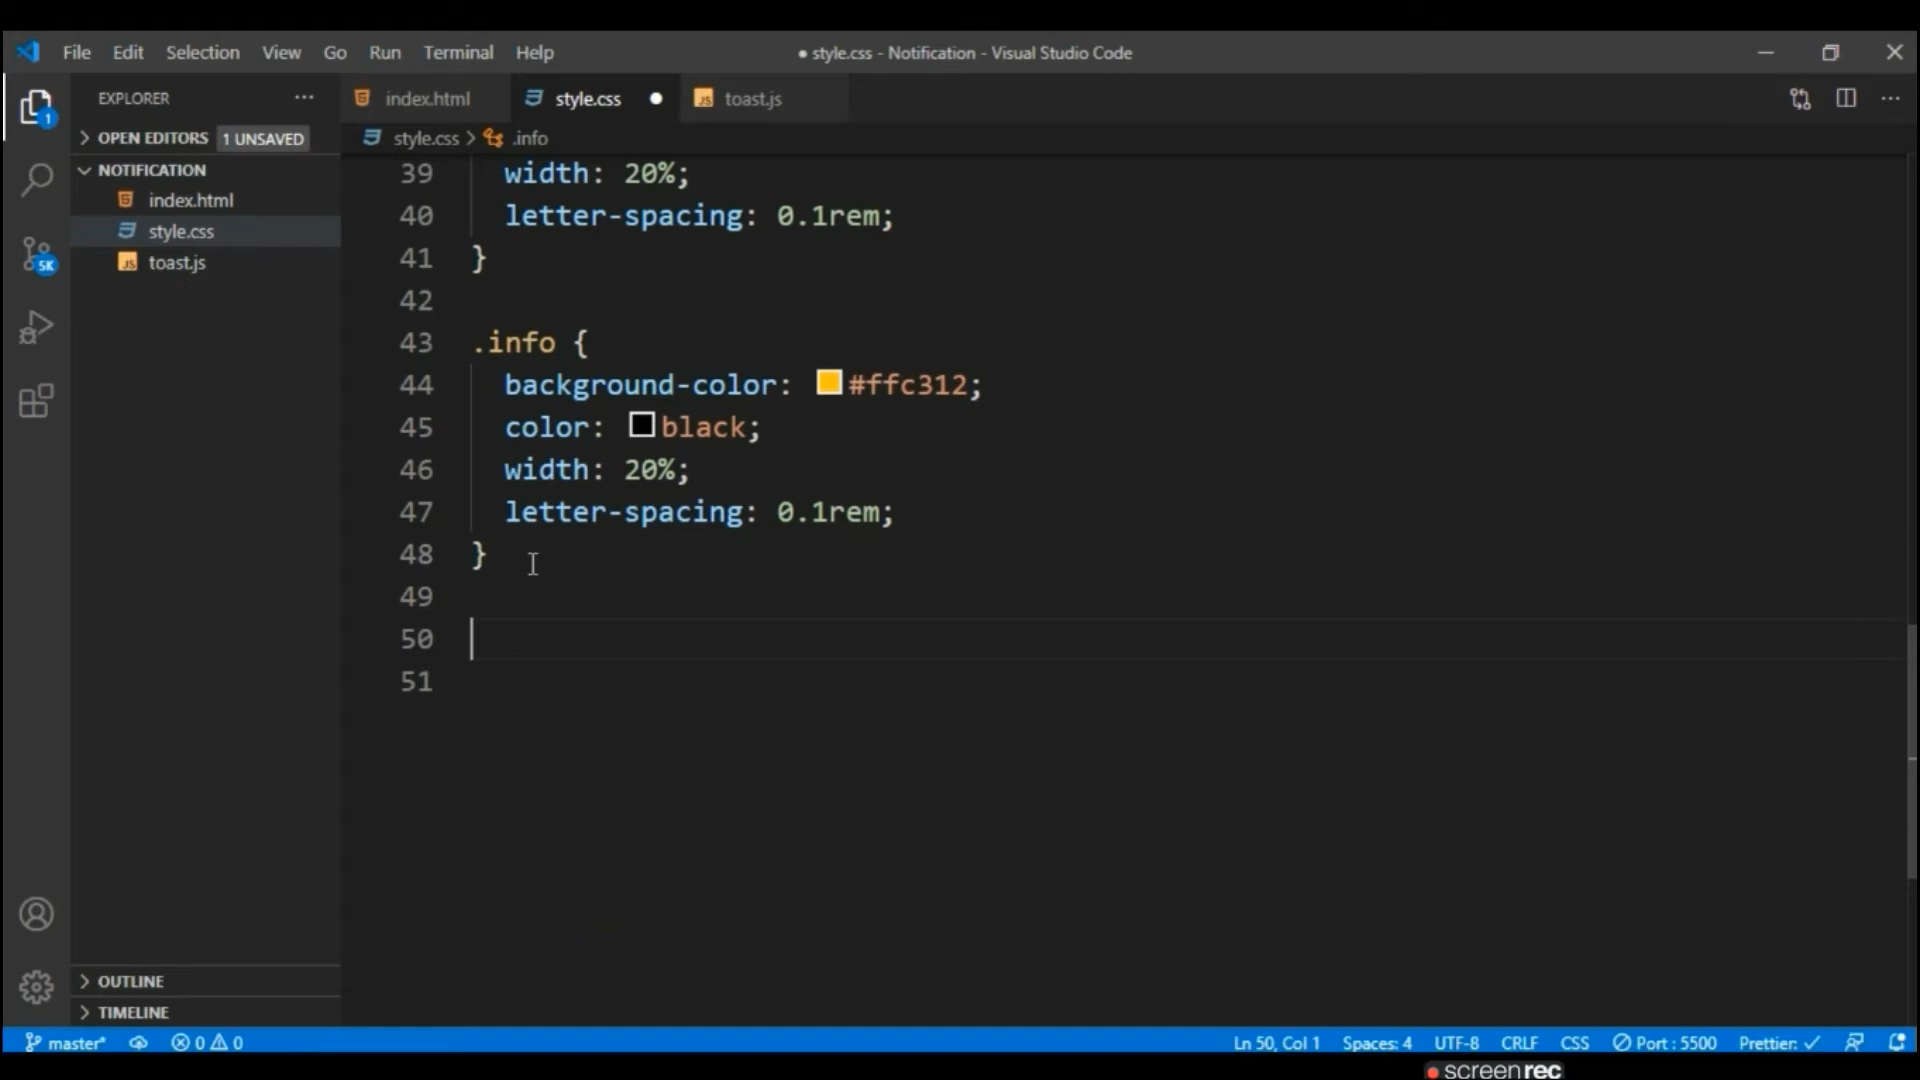 File Edit Selection View Go Run Terminal Help
● style.css - Notification - Visual Studio Code
EXPLORER
OPEN EDITORS 1 UNSAVED
NOTIFICATION
index.html
style.css
toast.js
OUTLINE
TIMELINE
1
5K
index.html style.css ● toast.js
style.css > .info
39 width: 20%;
40 letter-spacing: 0.1rem;
41 }
42
43 .info {
44 background-color: #ffc312;
45 color: black;
46 width: 20%;
47 letter-spacing: 0.1rem;
48 }
49
50
51
master* 0 0 Ln 50, Col 1 Spaces: 4 UTF-8 CRLF CSS Port : 5500 Prettier: ✓
screenrec